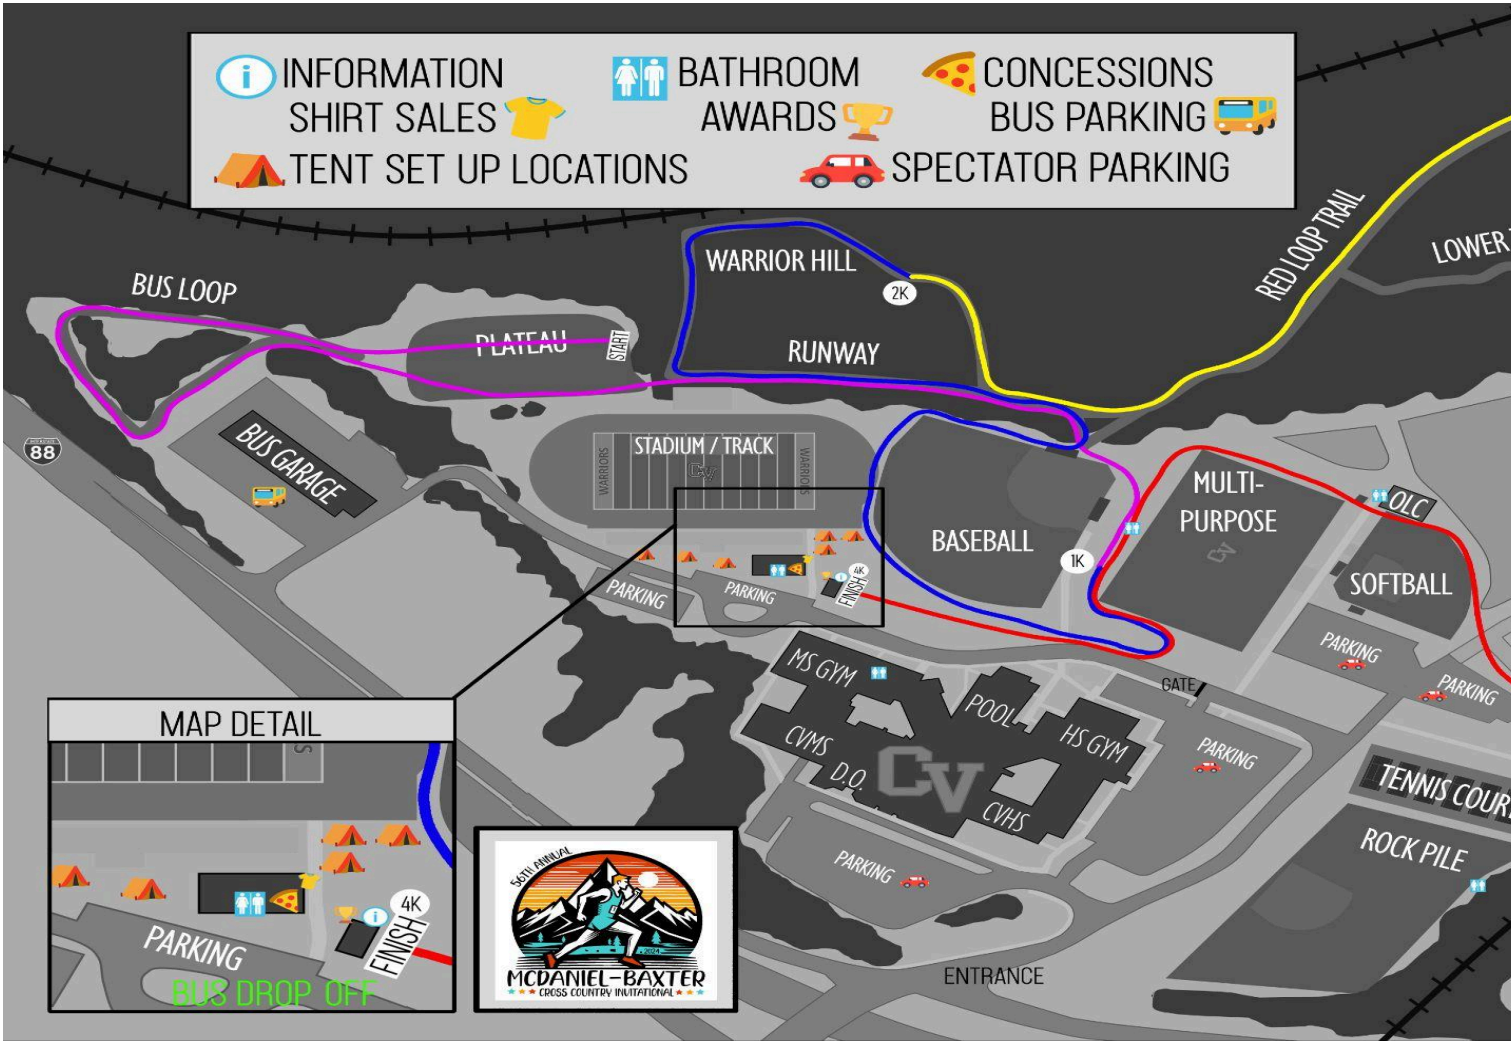 INFORMATION
BATHROOM
CONCESSIONS
SHIRT SALES
AWARDS
BUS PARKING
TENT SET UP LOCATIONS
SPECTATOR PARKING
RED LOOP TRAIL
LOWER
WARRIOR HILL
2K
BUS LOOP
PLATEAU
START
RUNWAY
88
BUS GARAGE
STADIUM / TRACK
WARRIORS
CV
WARRIORS
BASEBALL
1K
MULTI-
PURPOSE
CV
OLC
SOFTBALL
4K
FINISH
PARKING
PARKING
PARKING
PARKING
GATE
MS GYM
POOL
HS GYM
CVMS
D.O.
CV
CVHS
PARKING
TENNIS COUR
ROCK PILE
PARKING
ENTRANCE
MAP DETAIL
S
4K
FINISH
PARKING
BUS DROP OFF
56TH ANNUAL
2024
MCDANIEL-BAXTER
CROSS COUNTRY INVITATIONAL